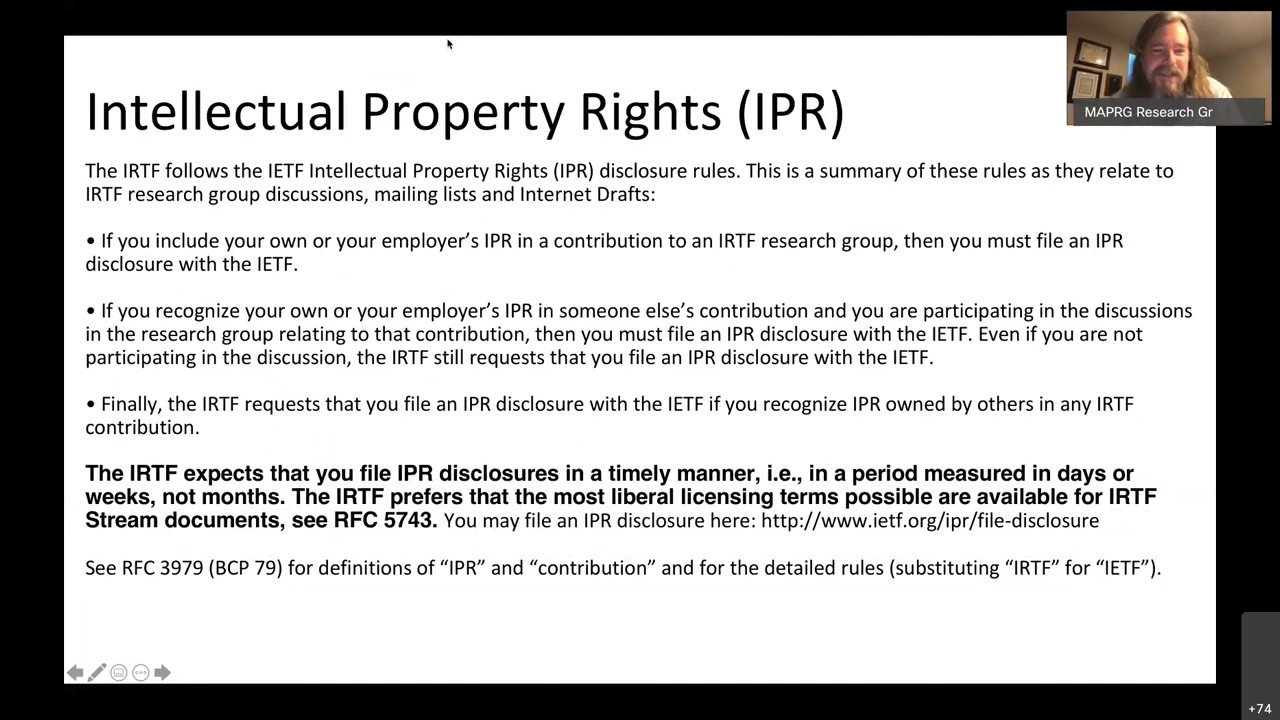 Intellectual Property Rights (IPR)
The IRTF follows the IETF Intellectual Property Rights (IPR) disclosure rules. This is a summary of these rules as they relate to
IRTF research group discussions, mailing lists and Internet Drafts:
• If you include your own or your employer’s IPR in a contribution to an IRTF research group, then you must file an IPR
disclosure with the IETF.
• If you recognize your own or your employer’s IPR in someone else’s contribution and you are participating in the discussions
in the research group relating to that contribution, then you must file an IPR disclosure with the IETF. Even if you are not
participating in the discussion, the IRTF still requests that you file an IPR disclosure with the IETF.
• Finally, the IRTF requests that you file an IPR disclosure with the IETF if you recognize IPR owned by others in any IRTF
contribution.
The IRTF expects that you file IPR disclosures in a timely manner, i.e., in a period measured in days or
weeks, not months. The IRTF prefers that the most liberal licensing terms possible are available for IRTF
Stream documents, see RFC 5743. You may file an IPR disclosure here: http://www.ietf.org/ipr/file-disclosure
See RFC 3979 (BCP 79) for definitions of “IPR” and “contribution” and for the detailed rules (substituting “IRTF” for “IETF”).
MAPRG Research Gr
+74